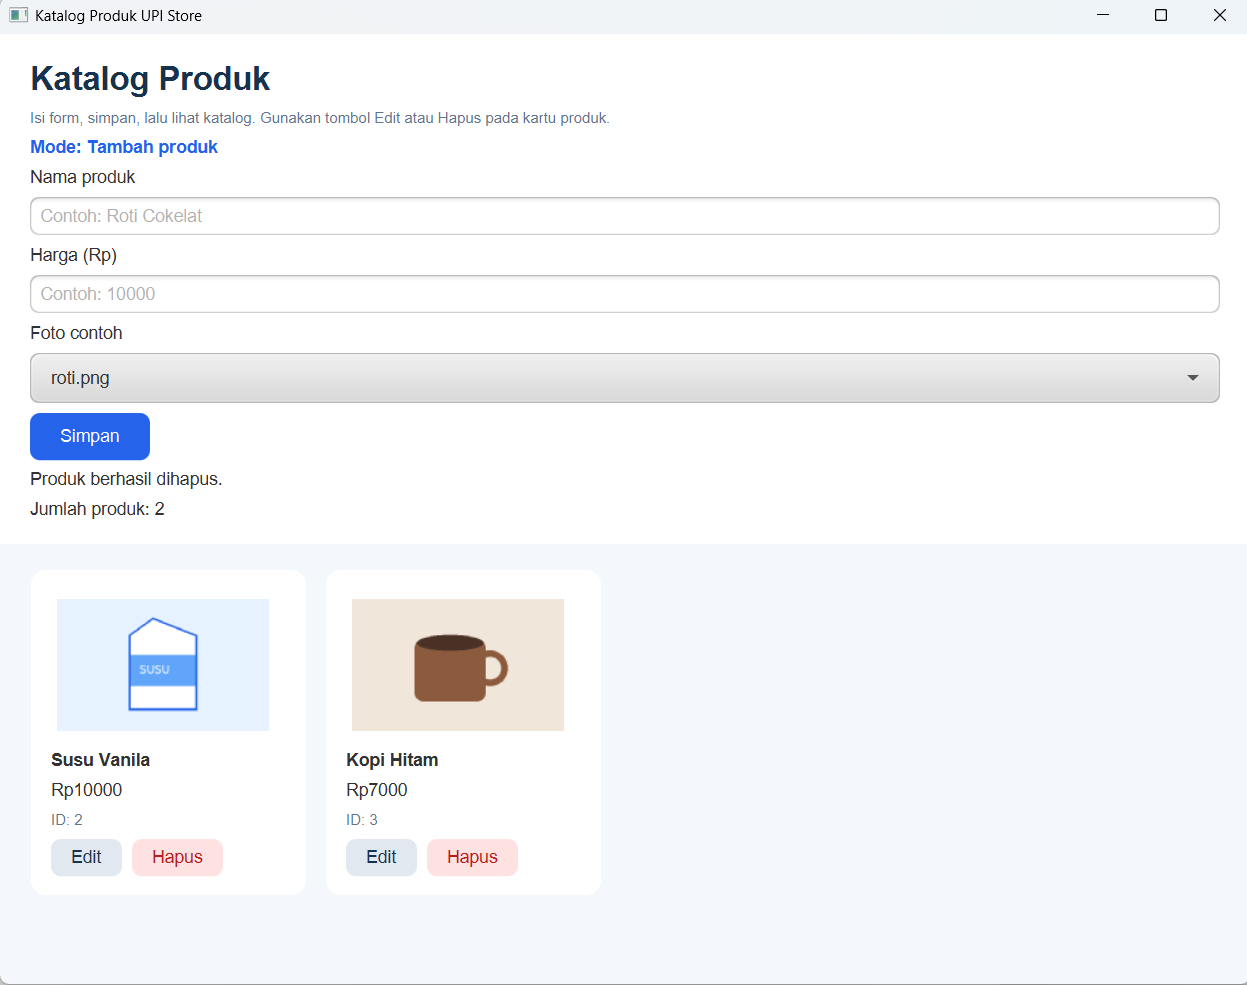 Katalog Produk UPI Store
Katalog Produk
Isi form, simpan, lalu lihat katalog. Gunakan tombol Edit atau Hapus pada kartu produk.
Mode: Tambah produk
Nama produk
Contoh: Roti Cokelat
Harga (Rp)
Contoh: 10000
Foto contoh
roti.png
Simpan
Produk berhasil dihapus.
Jumlah produk: 2
SUSU
Susu Vanila
Rp10000
ID: 2
Edit Hapus
Kopi Hitam
Rp7000
ID: 3
Edit Hapus